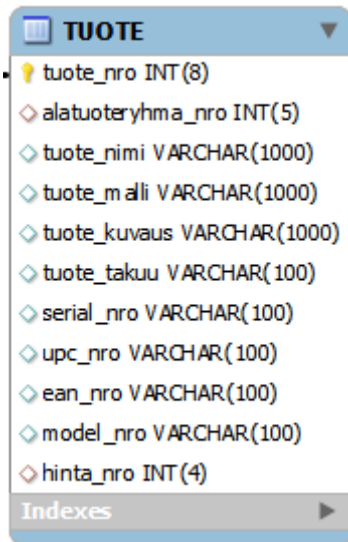 TUOTE
tuote_nro INT(8)
alatuoteryhma_nro INT(5)
tuote_nimi VARCHAR(1000)
tuote_malli VARCHAR(1000)
tuote_kuvaus VARCHAR(1000)
tuote_takuu VARCHAR(100)
serial_nro VARCHAR(100)
upc_nro VARCHAR(100)
ean_nro VARCHAR(100)
model_nro VARCHAR(100)
hinta_nro INT(4)
Indexes